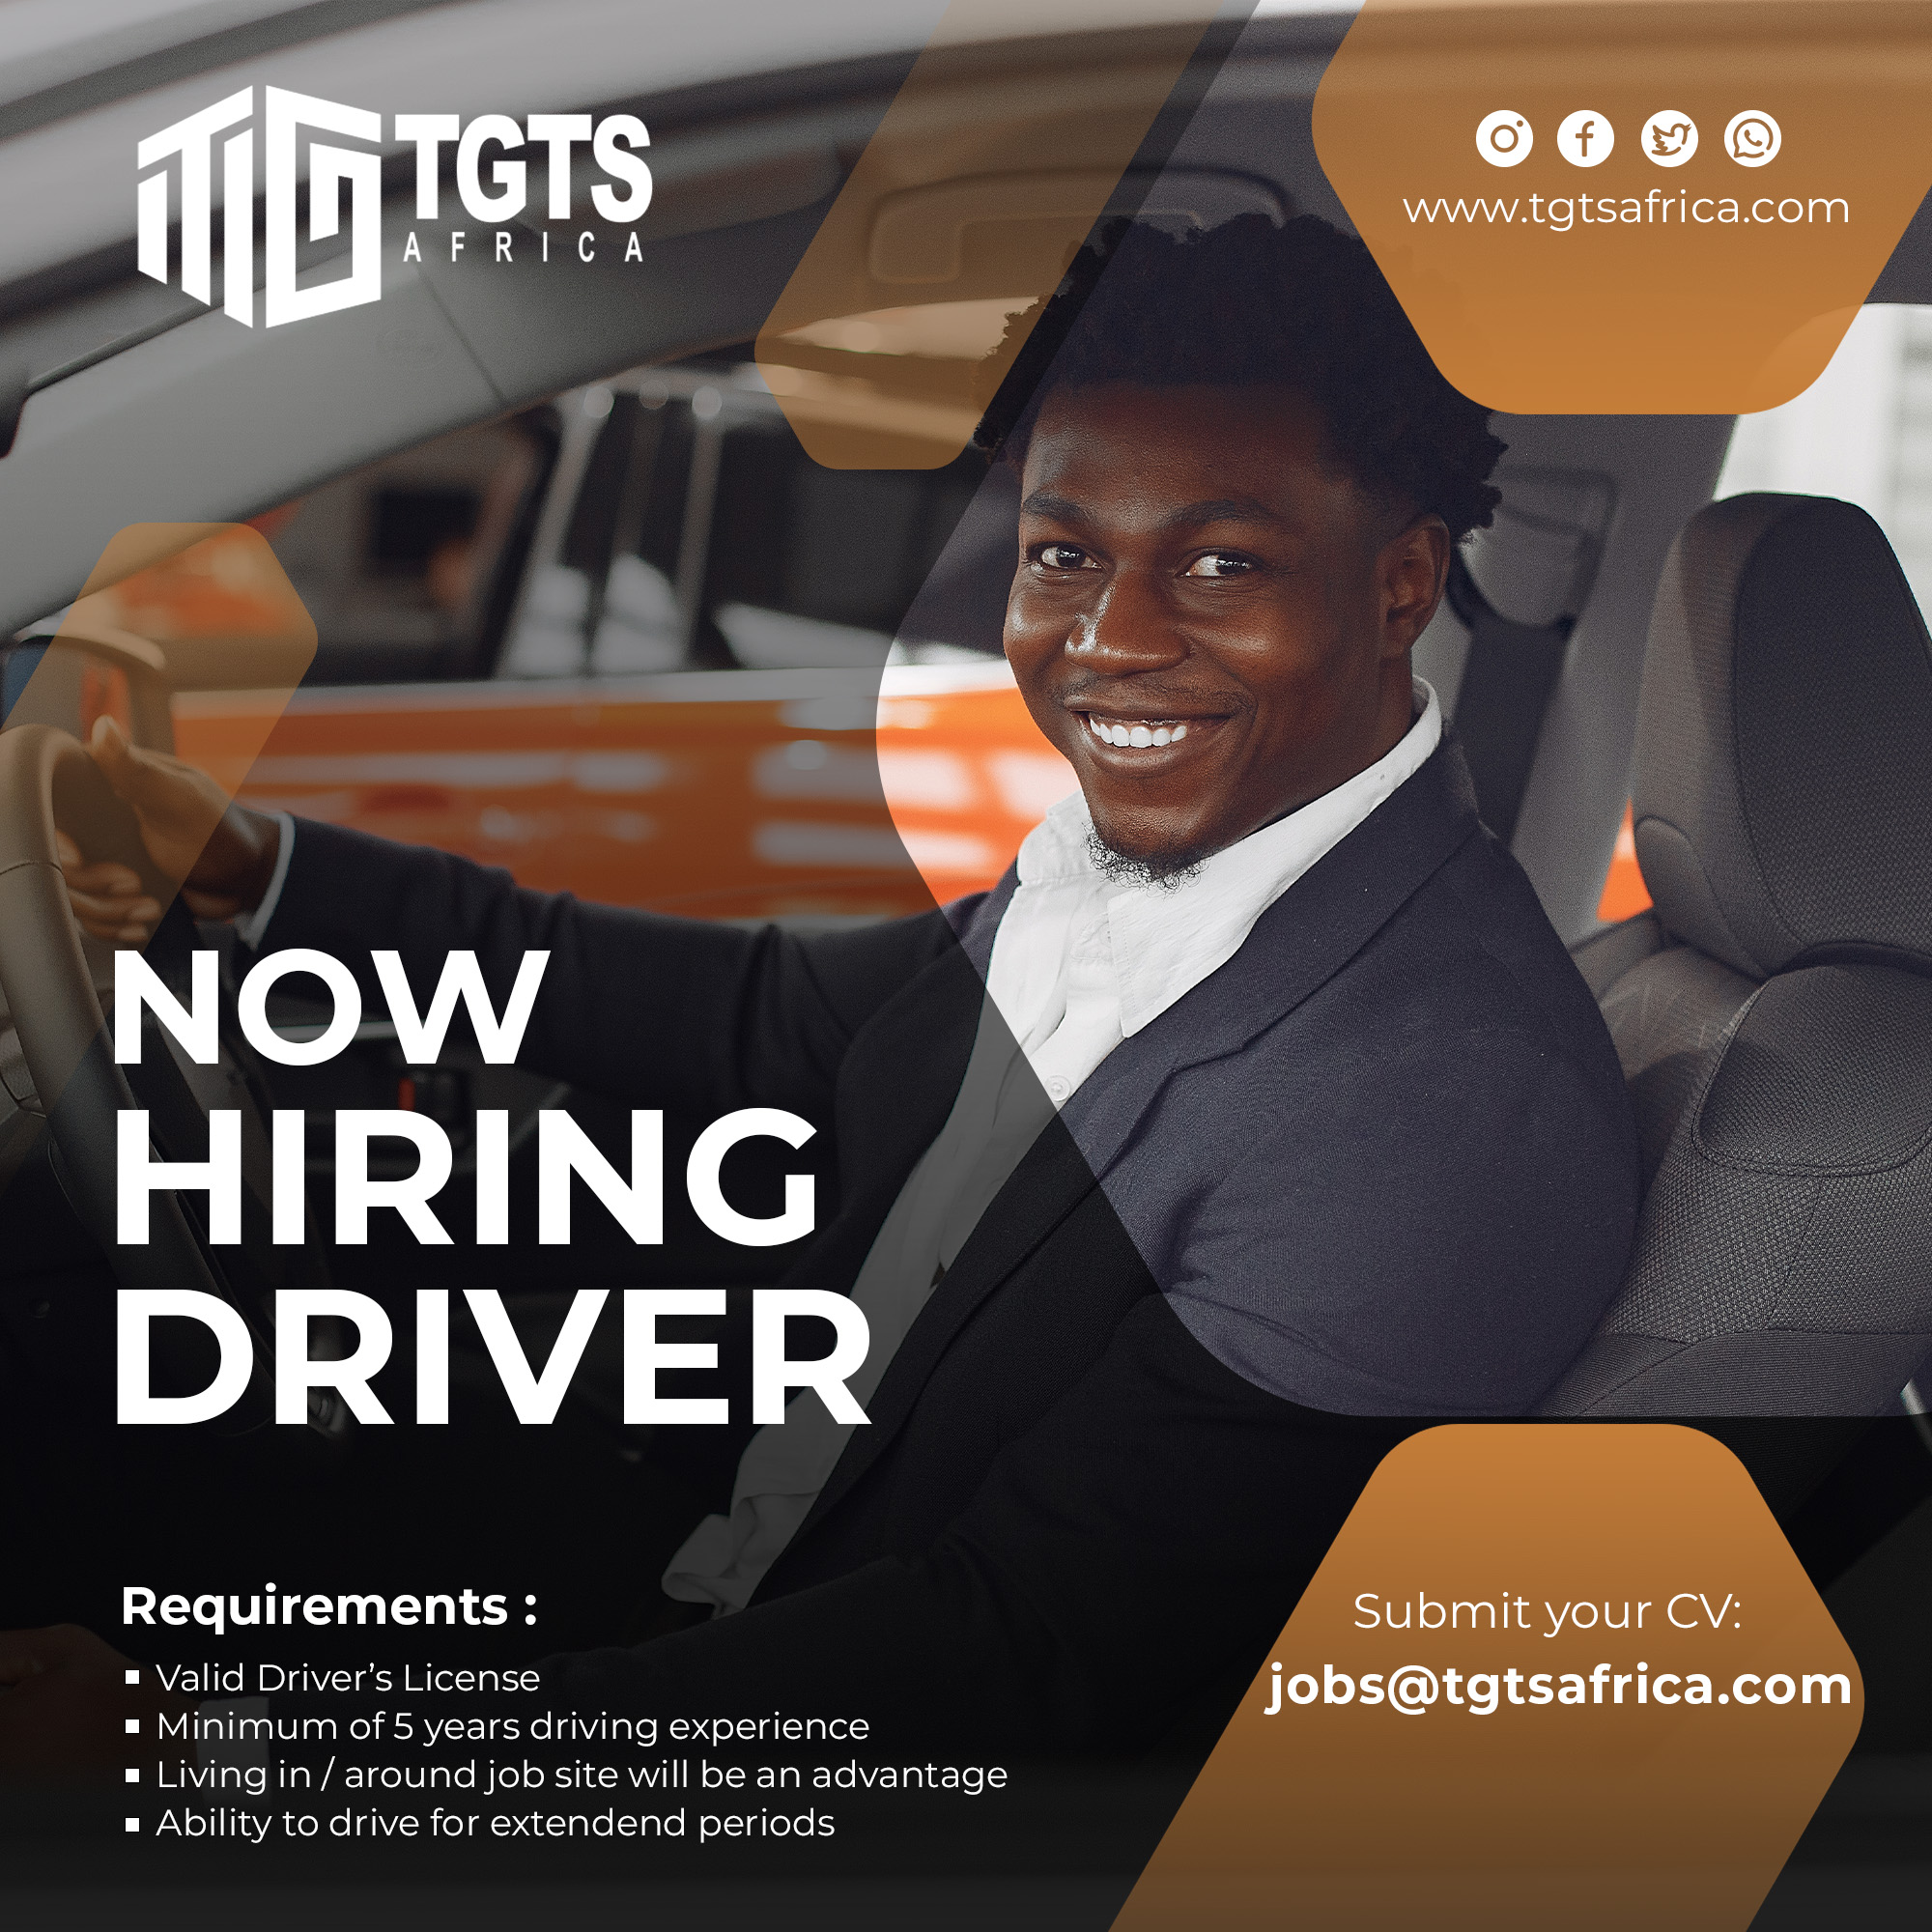 TGTS
AFRICA
www.tgtsafrica.com
NOW
HIRING
DRIVER
Requirements :
Valid Driver’s License
Minimum of 5 years driving experience
Living in / around job site will be an advantage
Ability to drive for extendend periods
Submit your CV:
jobs@tgtsafrica.com